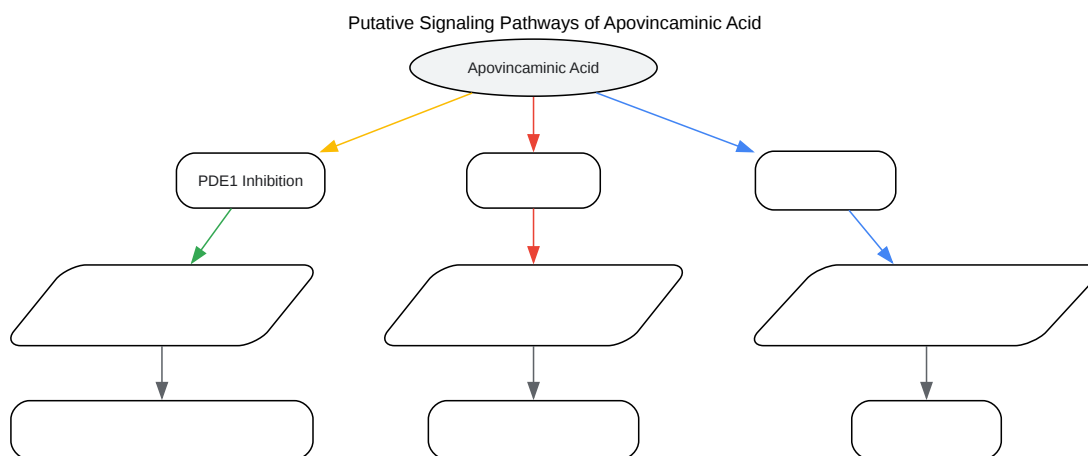 Putative Signaling Pathways of Apovincaminic Acid
Apovincaminic Acid
PDE1 Inhibition